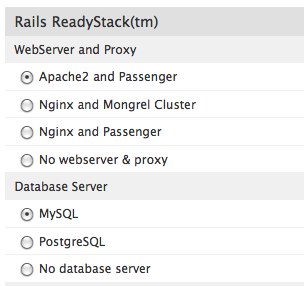 Rails ReadyStack(tm)
WebServer and Proxy
Apache2 and Passenger
Nginx and Mongrel Cluster
Nginx and Passenger
No webserver & proxy
Database Server
MySQL
PostgreSQL
No database server